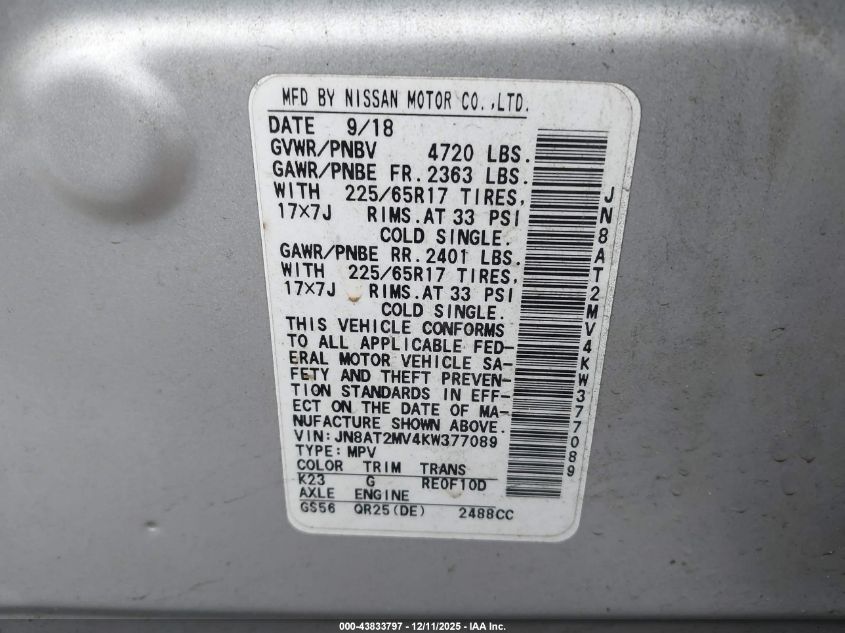 MFD BY NISSAN MOTOR CO.,LTD.
DATE 9/18
GVWR/PNBV 4720 LBS.
GAWR/PNBE FR. 2363 LBS.
WITH 225/65R17 TIRES,
17×7J RIMS.AT 33 PSI
COLD SINGLE.
GAWR/PNBE RR. 2401 LBS.
WITH 225/65R17 TIRES,
17×7J RIMS.AT 33 PSI
COLD SINGLE.
THIS VEHICLE CONFORMS
TO ALL APPLICABLE FED-
ERAL MOTOR VEHICLE SA-
FETY AND THEFT PREVEN-
TION STANDARDS IN EFF-
ECT ON THE DATE OF MA-
NUFACTURE SHOWN ABOVE.
VIN:JN8AT2MV4KW377089
TYPE: MPV
COLOR TRIM TRANS
K23 G RE0F10D
AXLE ENGINE
GS56 QR25(DE) 2488CC
JN8AT2MV4KW377089
000-43833797 - 12/11/2025 - IAA Inc.